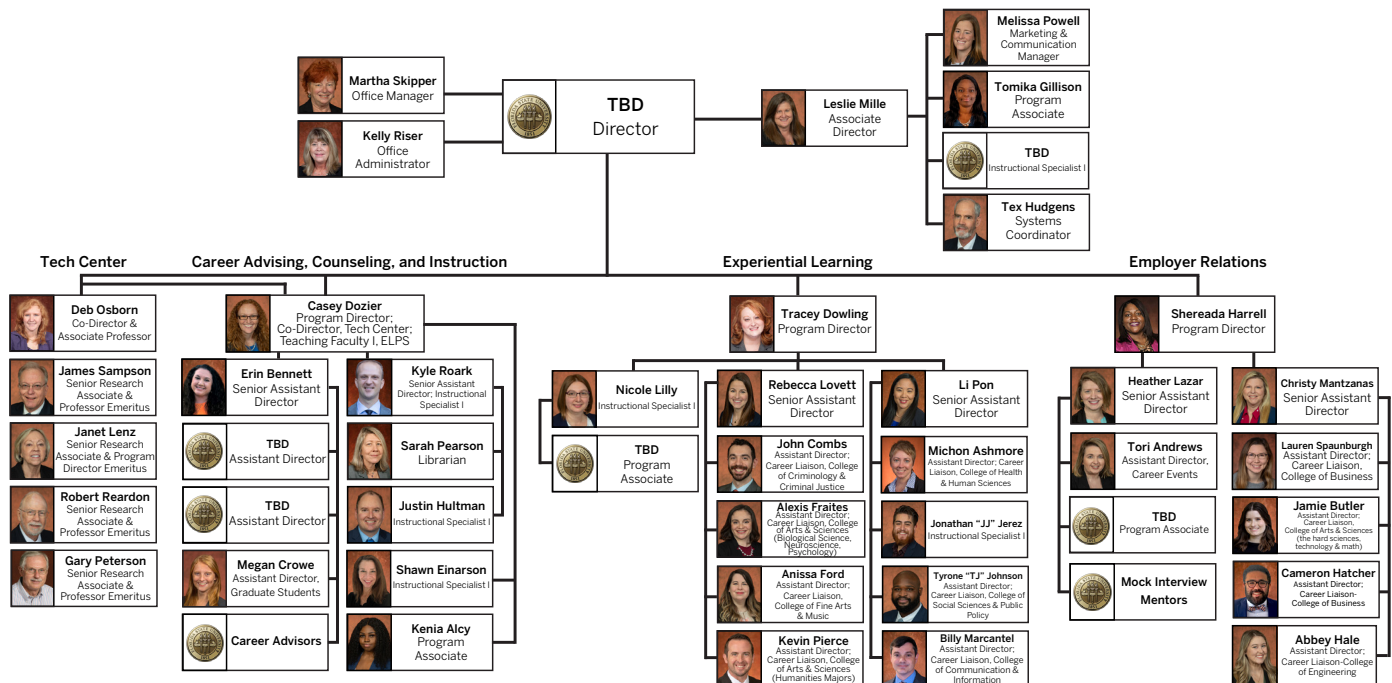 Melissa Powell
Marketing &
Communication
Manager
Martha Skipper
Office Manager
TBD
Director
Leslie Mille
Associate
Director
Tomika Gillison
Program
Associate
Kelly Riser
Office
Administrator
TBD
Instructional Specialist I
Tex Hudgens
Systems
Coordinator
Tech Center
Career Advising, Counseling, and Instruction
Experiential Learning
Employer Relations
Deb Osborn
Co-Director &
Associate Professor
James Sampson
Senior Research
Associate &
Professor Emeritus
Janet Lenz
Senior Research
Associate & Program
Director Emeritus
Robert Reardon
Senior Research
Associate &
Professor Emeritus
Gary Peterson
Senior Research
Associate &
Professor Emeritus
Casey Dozier
Program Director;
Co-Director, Tech Center;
Teaching Faculty I, ELPS
Erin Bennett
Senior Assistant
Director
TBD
Assistant Director
TBD
Assistant Director
Megan Crowe
Assistant Director,
Graduate Students
Career Advisors
Kyle Roark
Senior Assistant
Director; Instructional
Specialist I
Sarah Pearson
Librarian
Justin Hultman
Instructional Specialist I
Shawn Einarson
Instructional Specialist I
Kenia Alcy
Program
Associate
Tracey Dowling
Program Director
Nicole Lilly
Instructional Specialist I
TBD
Program
Associate
Rebecca Lovett
Senior Assistant
Director
John Combs
Assistant Director;
Career Liaison, College
of Criminology &
Criminal Justice
Alexis Fraites
Assistant Director;
Career Liaison, College
of Arts & Sciences
(Biological Science,
Neuroscience,
Psychology)
Anissa Ford
Assistant Director;
Career Liaison,
College of Fine Arts
& Music
Kevin Pierce
Assistant Director;
Career Liaison, College
of Arts & Sciences
(Humanities Majors)
Li Pon
Senior Assistant
Director
Michon Ashmore
Assistant Director; Career
Liaison, College of Health
& Human Sciences
Jonathan "JJ" Jerez
Instructional Specialist I
Tyrone "TJ" Johnson
Assistant Director;
Career Liaison, College of
Social Sciences & Public
Policy
Billy Marcantel
Assistant Director;
Career Liaison, College
of Communication &
Information
Shereada Harrell
Program Director
Heather Lazar
Senior Assistant
Director
Tori Andrews
Assistant Director,
Career Events
TBD
Program Associate
Mock Interview
Mentors
Christy Mantzanas
Senior Assistant
Director
Lauren Spaunburgh
Assistant Director;
Career Liaison,
College of Business
Jamie Butler
Assistant Director;
Career Liaison,
College of Arts & Sciences
(the hard sciences,
technology & math)
Cameron Hatcher
Assistant Director;
Career Liaison-
College of Business
Abbey Hale
Assistant Director;
Career Liaison-College
of Engineering